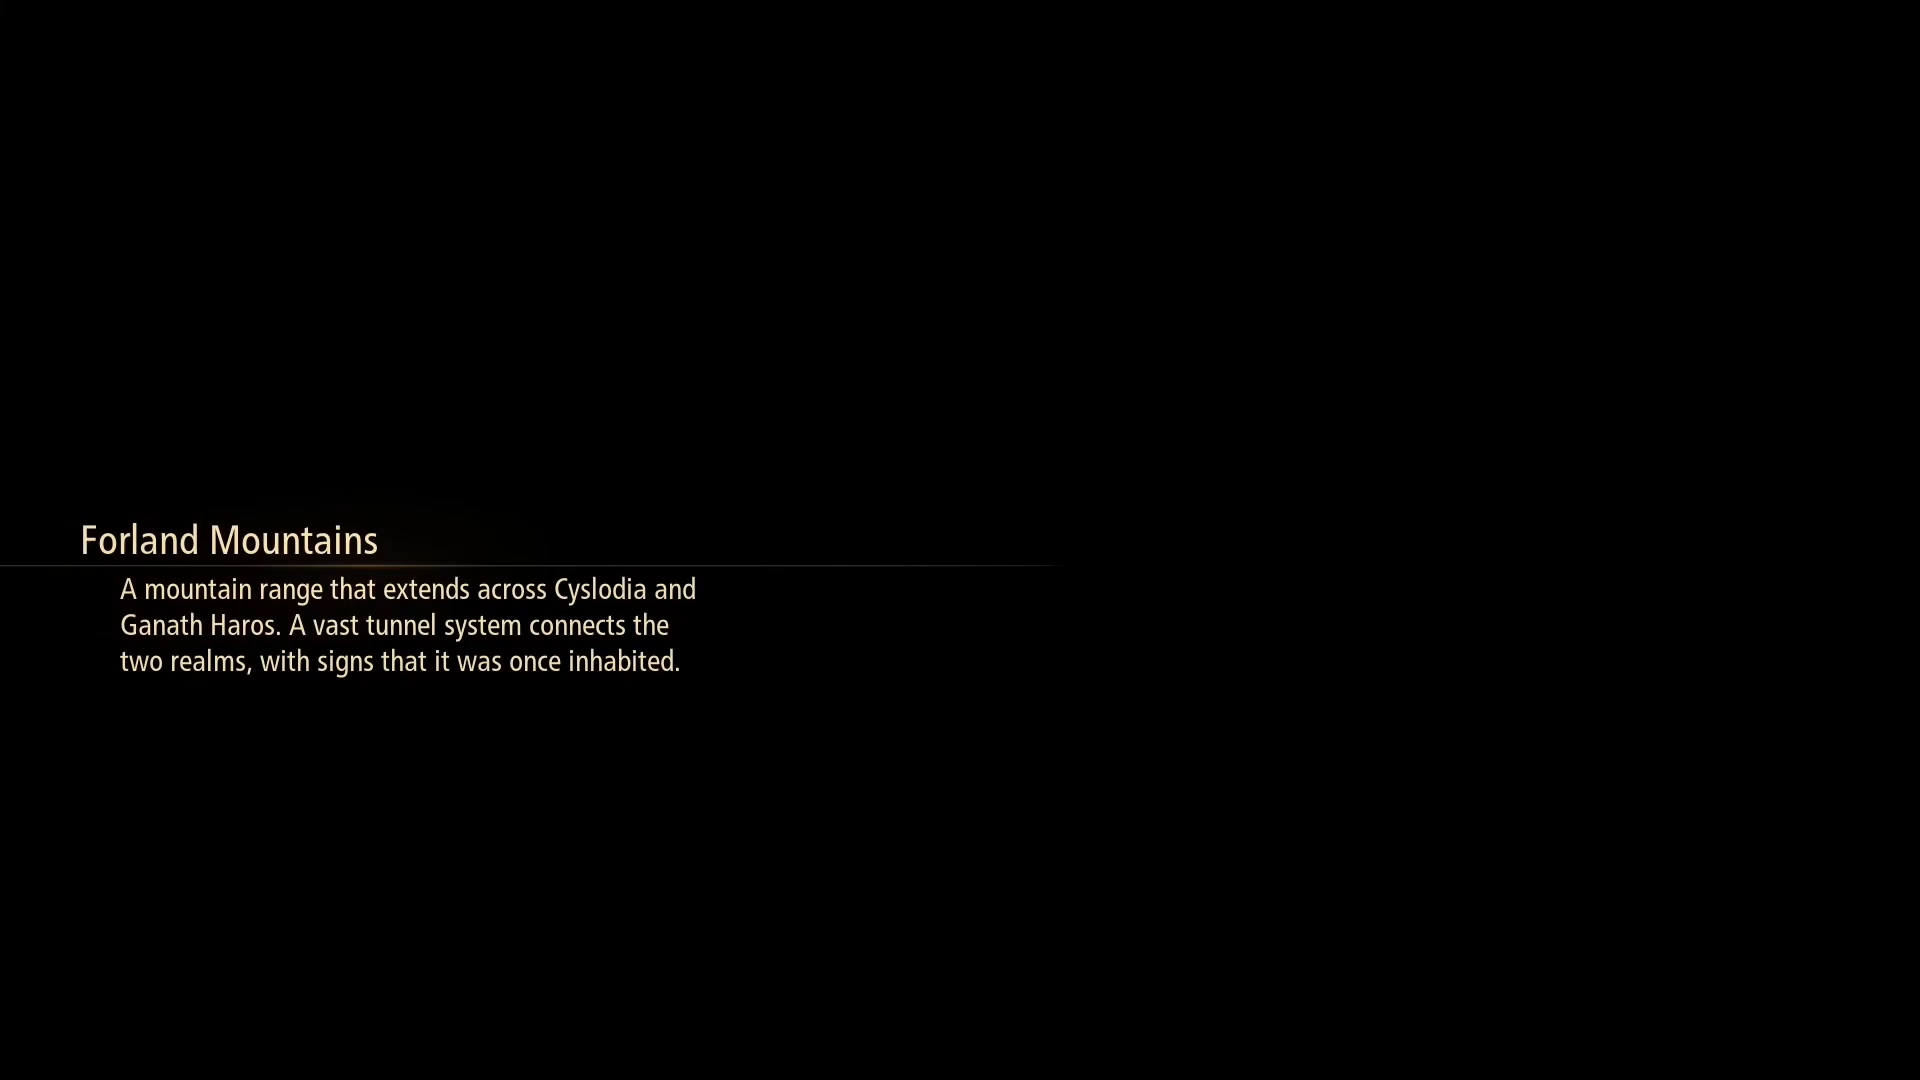 Forland Mountains
A mountain range that extends across Cyslodia and
Ganath Haros. A vast tunnel system connects the
two realms, with signs that it was once inhabited.